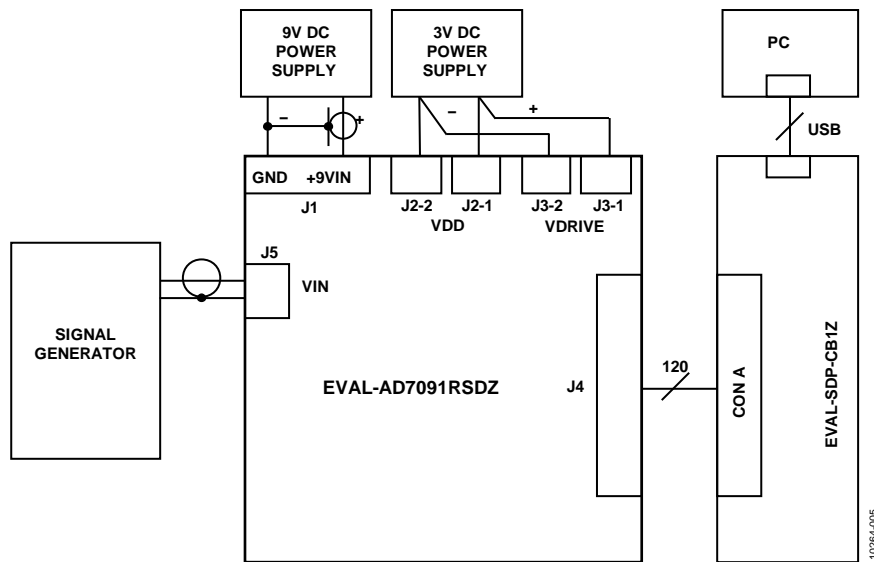 9V DC
POWER
SUPPLY
3V DC
POWER
SUPPLY
PC
–
+
–
+
USB
GND +9VIN
J1
J2-2
J2-1
J3-2
J3-1
VDD
VDRIVE
J5
VIN
SIGNAL
GENERATOR
EVAL-AD7091RSDZ
J4
120
CON A
EVAL-SDP-CB1Z
10264-005